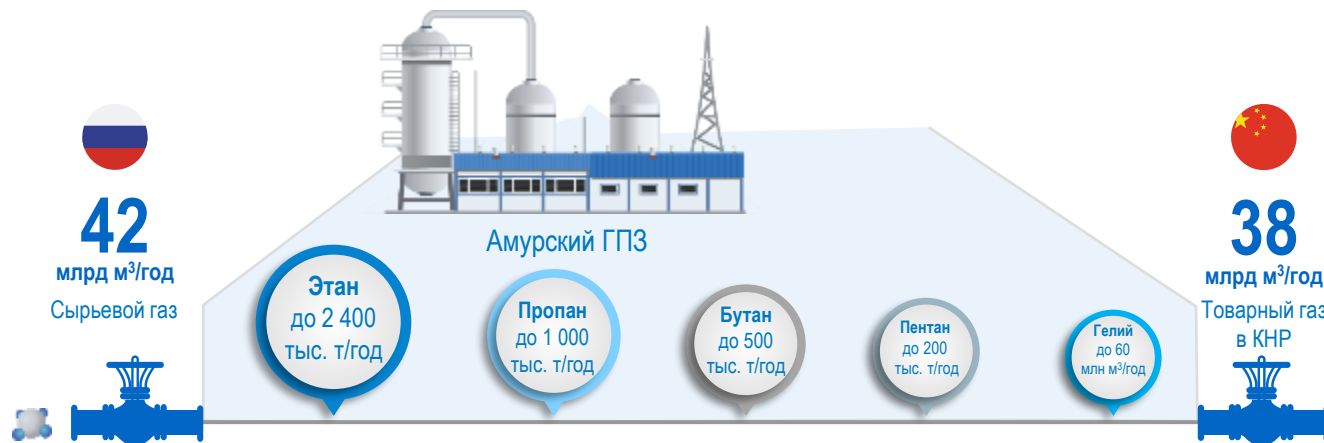 42
млрд м³/год
Сырьевой газ
Амурский ГПЗ
Этан
до 2 400
тыс. т/год
Пропан
до 1 000
тыс. т/год
Бутан
до 500
тыс. т/год
Пентан
до 200
тыс. т/год
Гелий
до 60
млн м³/год
38
млрд м³/год
Товарный газ
в КНР